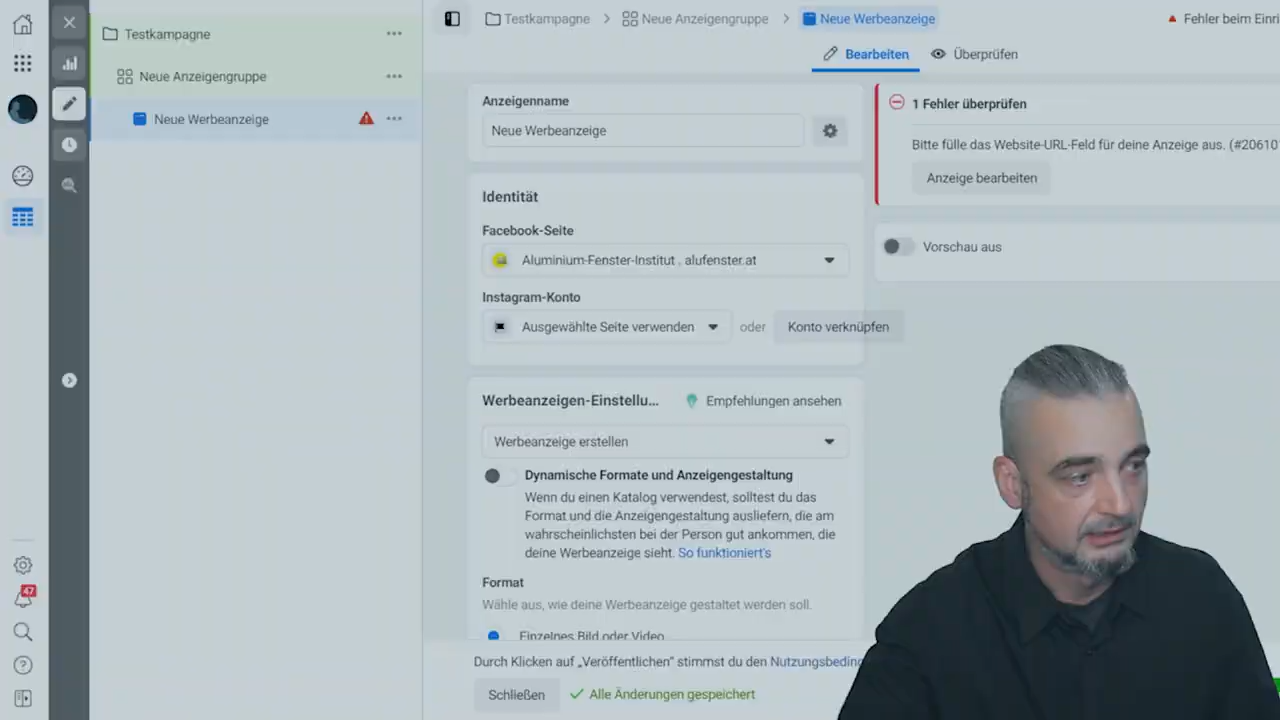 Testkampagne
Neue Anzeigengruppe
Neue Werbeanzeige
47
Testkampagne > Neue Anzeigengruppe > Neue Werbeanzeige
Fehler beim
Bearbeiten
Überprüfen
Anzeigenname
Neue Werbeanzeige
Identität
Facebook-Seite
Aluminium-Fenster-Institut . alufenster.at
Instagram-Konto
Ausgewählte Seite verwenden
oder
Konto verknüpfen
Werbeanzeigen-Einstellu...
Empfehlungen ansehen
Werbeanzeige erstellen
Dynamische Formate und Anzeigengestaltung
Wenn du einen Katalog verwendest, solltest du das
Format und die Anzeigengestaltung ausliefern, die am
wahrscheinlichsten bei der Person gut ankommen, die
deine Werbeanzeige sieht. So funktioniert's
Format
Wähle aus, wie deine Werbeanzeige gestaltet werden soll.
Einzelnes Bild oder Video
Durch Klicken auf „Veröffentlichen" stimmst du den
Schließen
Alle Änderungen gespeichert
1 Fehler überprüfen
Bitte fülle das Website-URL-Feld für deine Anzeige aus.
Anzeige bearbeiten
Vorschau aus